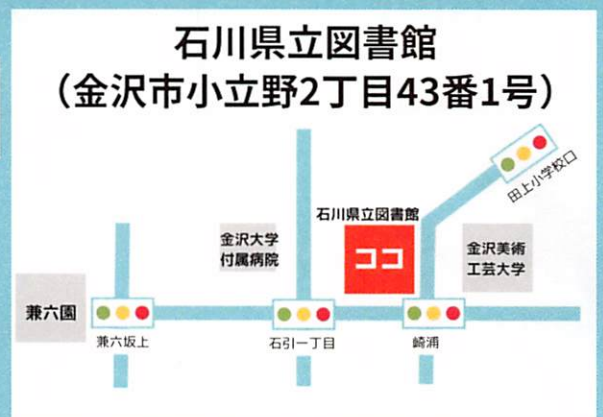 石川県立図書館
（金沢市小立野2丁目43番1号）
田上小学校口
石川県立図書館
金沢大学
付属病院
ココ
金沢美術
工芸大学
兼六園
兼六坂上
石引一丁目
崎浦